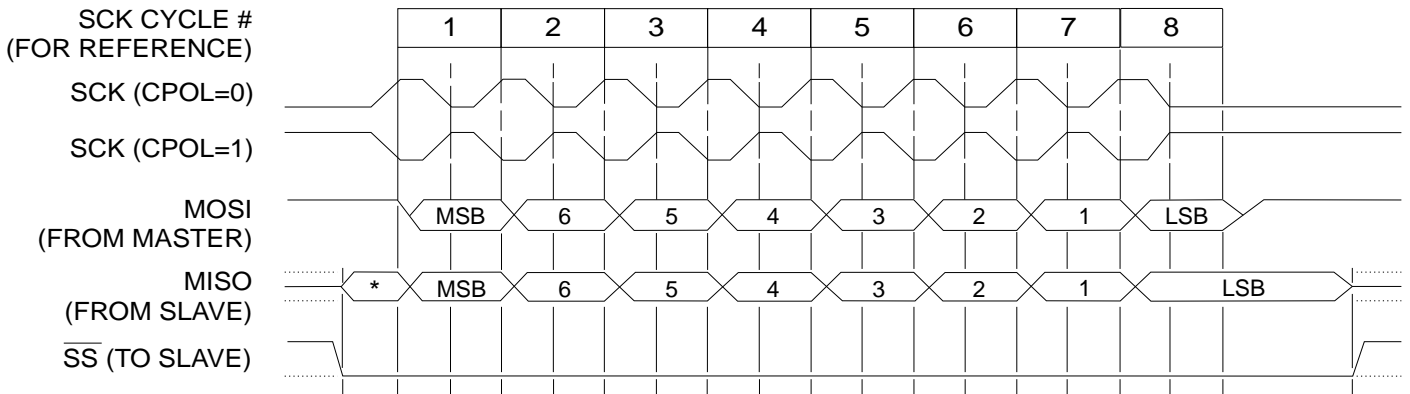 SCK CYCLE #
(FOR REFERENCE)
1 2 3 4 5 6 7 8
SCK (CPOL=0)
SCK (CPOL=1)
MOSI
(FROM MASTER)
MSB 6 5 4 3 2 1 LSB
MISO
(FROM SLAVE)
* MSB 6 5 4 3 2 1 LSB
SS (TO SLAVE)